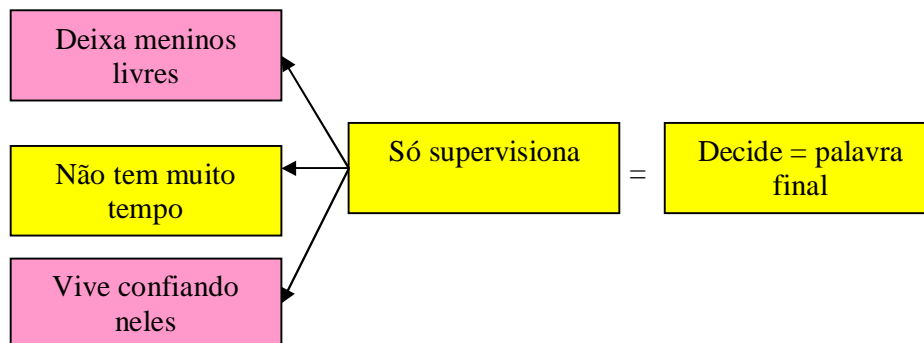 Deixa meninos
livres
Não tem muito
tempo
Vive confiando
neles
Só supervisiona
=
Decide = palavra
final